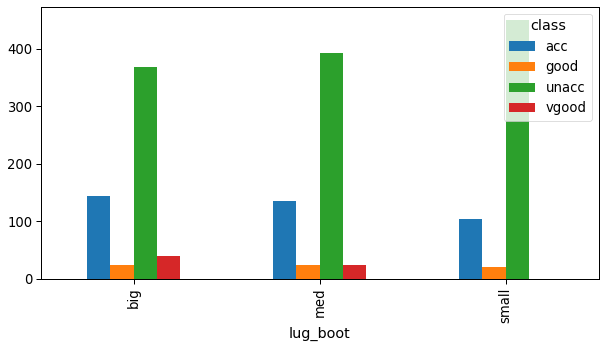 class
acc
good
unacc
vgood
400
300
200
100
0
big
med
small
lug_boot